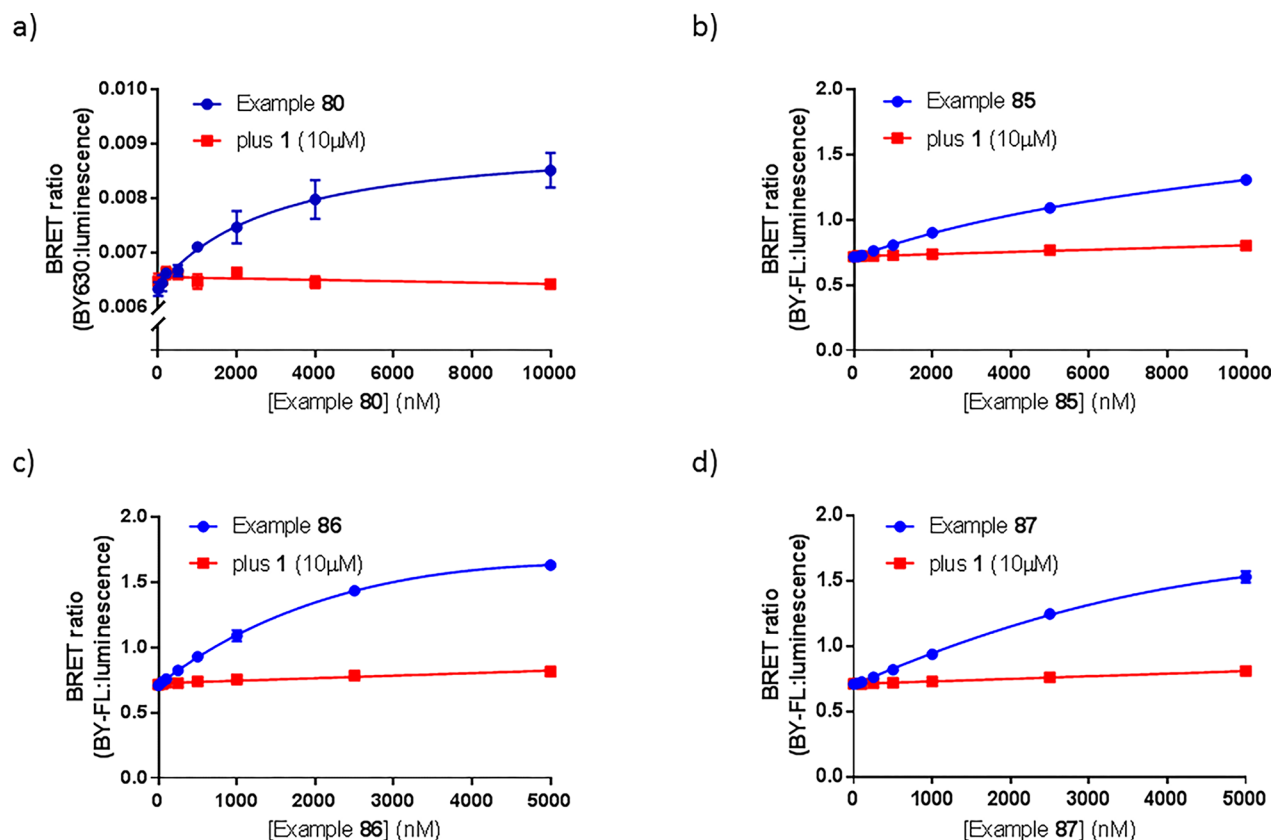 a)
0.010
0.009
0.008
0.007
0.006
BRET ratio
(BY630:luminescence)
Example 80
plus 1 (10μM)
0 2000 4000 6000 8000 10000
[Example 80] (nM)
b)
2.0
1.5
1.0
0.5
0.0
BRET ratio
(BY-FL:luminescence)
Example 85
plus 1 (10μM)
0 2000 4000 6000 8000 10000
[Example 85] (nM)
c)
2.0
1.5
1.0
0.5
0.0
BRET ratio
(BY-FL:luminescence)
Example 86
plus 1 (10μM)
0 1000 2000 3000 4000 5000
[Example 86] (nM)
d)
2.0
1.5
1.0
0.5
0.0
BRET ratio
(BY-FL:luminescence)
Example 87
plus 1 (10μM)
0 1000 2000 3000 4000 5000
[Example 87] (nM)